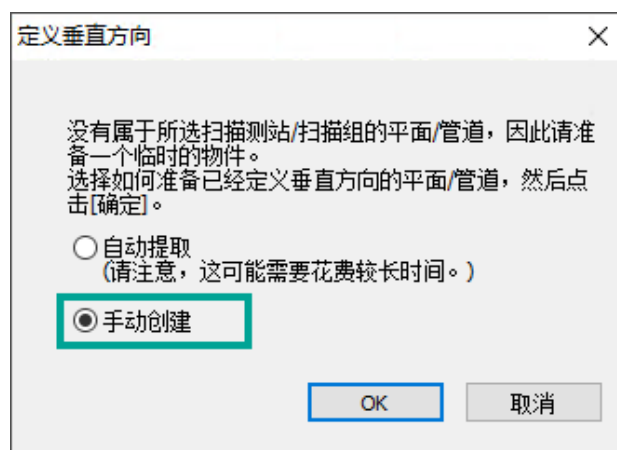 定义垂直方向
没有属于所选扫描测站/扫描组的平面/管道，因此请准
备一个临时的物件。
选择如何准备已经定义垂直方向的平面/管道，然后点
击[确定]。
自动提取
(请注意，这可能需要花费较长时间。)
手动创建
OK
取消